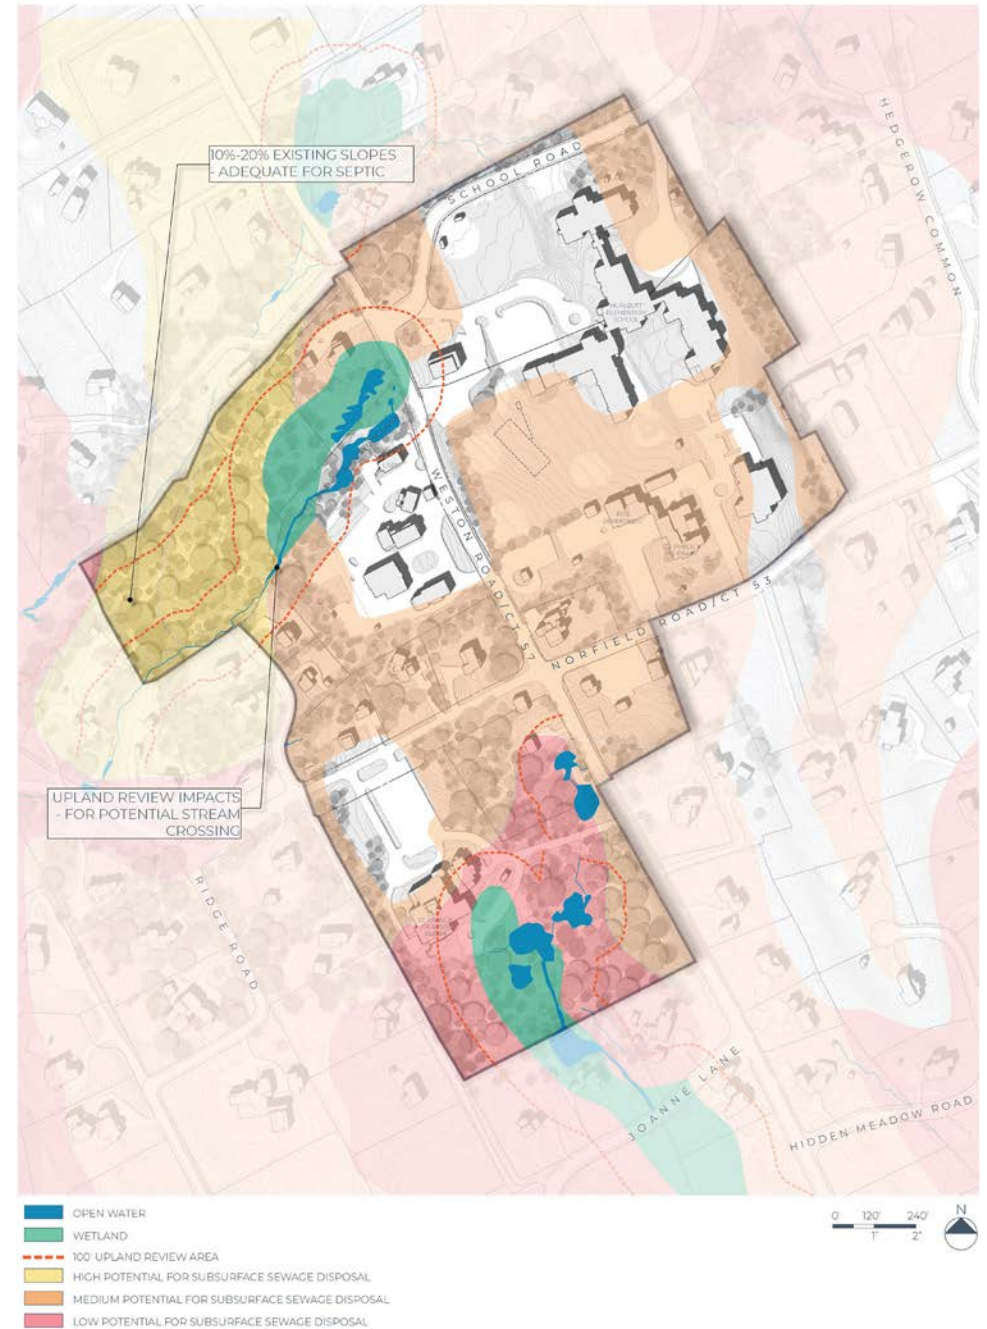 SCHOOL ROAD
HEDGEROW COMMON
10%-20% EXISTING SLOPES
- ADEQUATE FOR SEPTIC
HURLBUTT
ELEMENTARY
SCHOOL
WESTON ROAD/CT 57
NORFIELD ROAD/CT 53
UPLAND REVIEW IMPACTS
- FOR POTENTIAL STREAM
CROSSING
RIDGE ROAD
JOANNE LANE
HIDDEN MEADOW ROAD
OPEN WATER
WETLAND
100' UPLAND REVIEW AREA
HIGH POTENTIAL FOR SUBSURFACE SEWAGE DISPOSAL
MEDIUM POTENTIAL FOR SUBSURFACE SEWAGE DISPOSAL
LOW POTENTIAL FOR SUBSURFACE SEWAGE DISPOSAL
0' 120' 240'
1" 2"
N